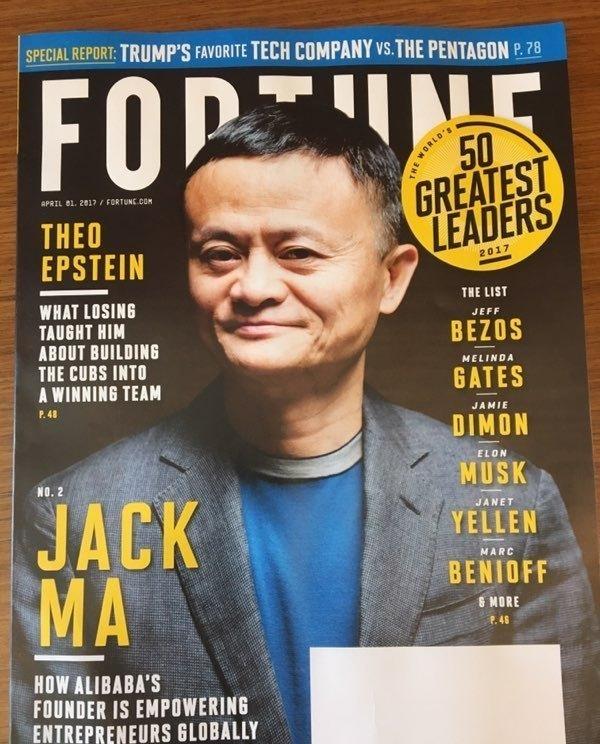 SPECIAL REPORT: TRUMP'S FAVORITE TECH COMPANY VS. THE PENTAGON P. 78
FORTUNE
APRIL 01, 2017 / FORTUNE.COM
THE WORLD'S
50
GREATEST
LEADERS
2017
THEO
EPSTEIN
WHAT LOSING
TAUGHT HIM
ABOUT BUILDING
THE CUBS INTO
A WINNING TEAM
P. 48
THE LIST
JEFF
BEZOS
MELINDA
GATES
JAMIE
DIMON
ELON
MUSK
JANET
YELLEN
MARC
BENIOFF
& MORE
P. 46
NO. 2
JACK
MA
HOW ALIBABA'S
FOUNDER IS EMPOWERING
ENTREPRENEURS GLOBALLY